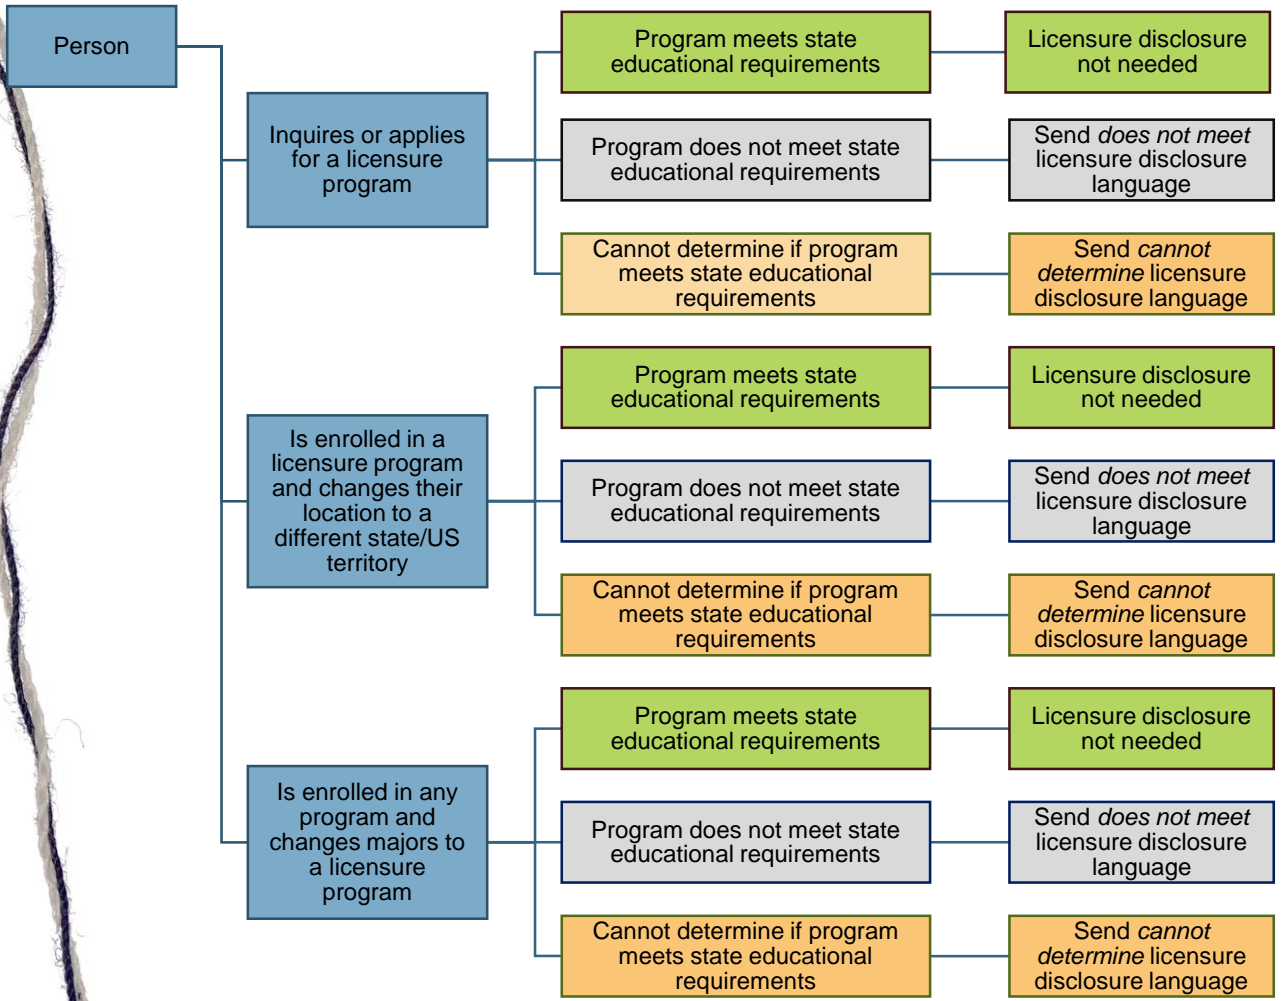 Person
Inquires or applies
for a licensure
program
Program meets state
educational requirements
Licensure disclosure
not needed
Program does not meet state
educational requirements
Send does not meet
licensure disclosure
language
Cannot determine if program
meets state educational
requirements
Send cannot
determine licensure
disclosure language
Is enrolled in a
licensure program
and changes their
location to a
different state/US
territory
Program meets state
educational requirements
Licensure disclosure
not needed
Program does not meet state
educational requirements
Send does not meet
licensure disclosure
language
Cannot determine if program
meets state educational
requirements
Send cannot
determine licensure
disclosure language
Is enrolled in any
program and
changes majors to
a licensure
program
Program meets state
educational requirements
Licensure disclosure
not needed
Program does not meet state
educational requirements
Send does not meet
licensure disclosure
language
Cannot determine if program
meets state educational
requirements
Send cannot
determine licensure
disclosure language